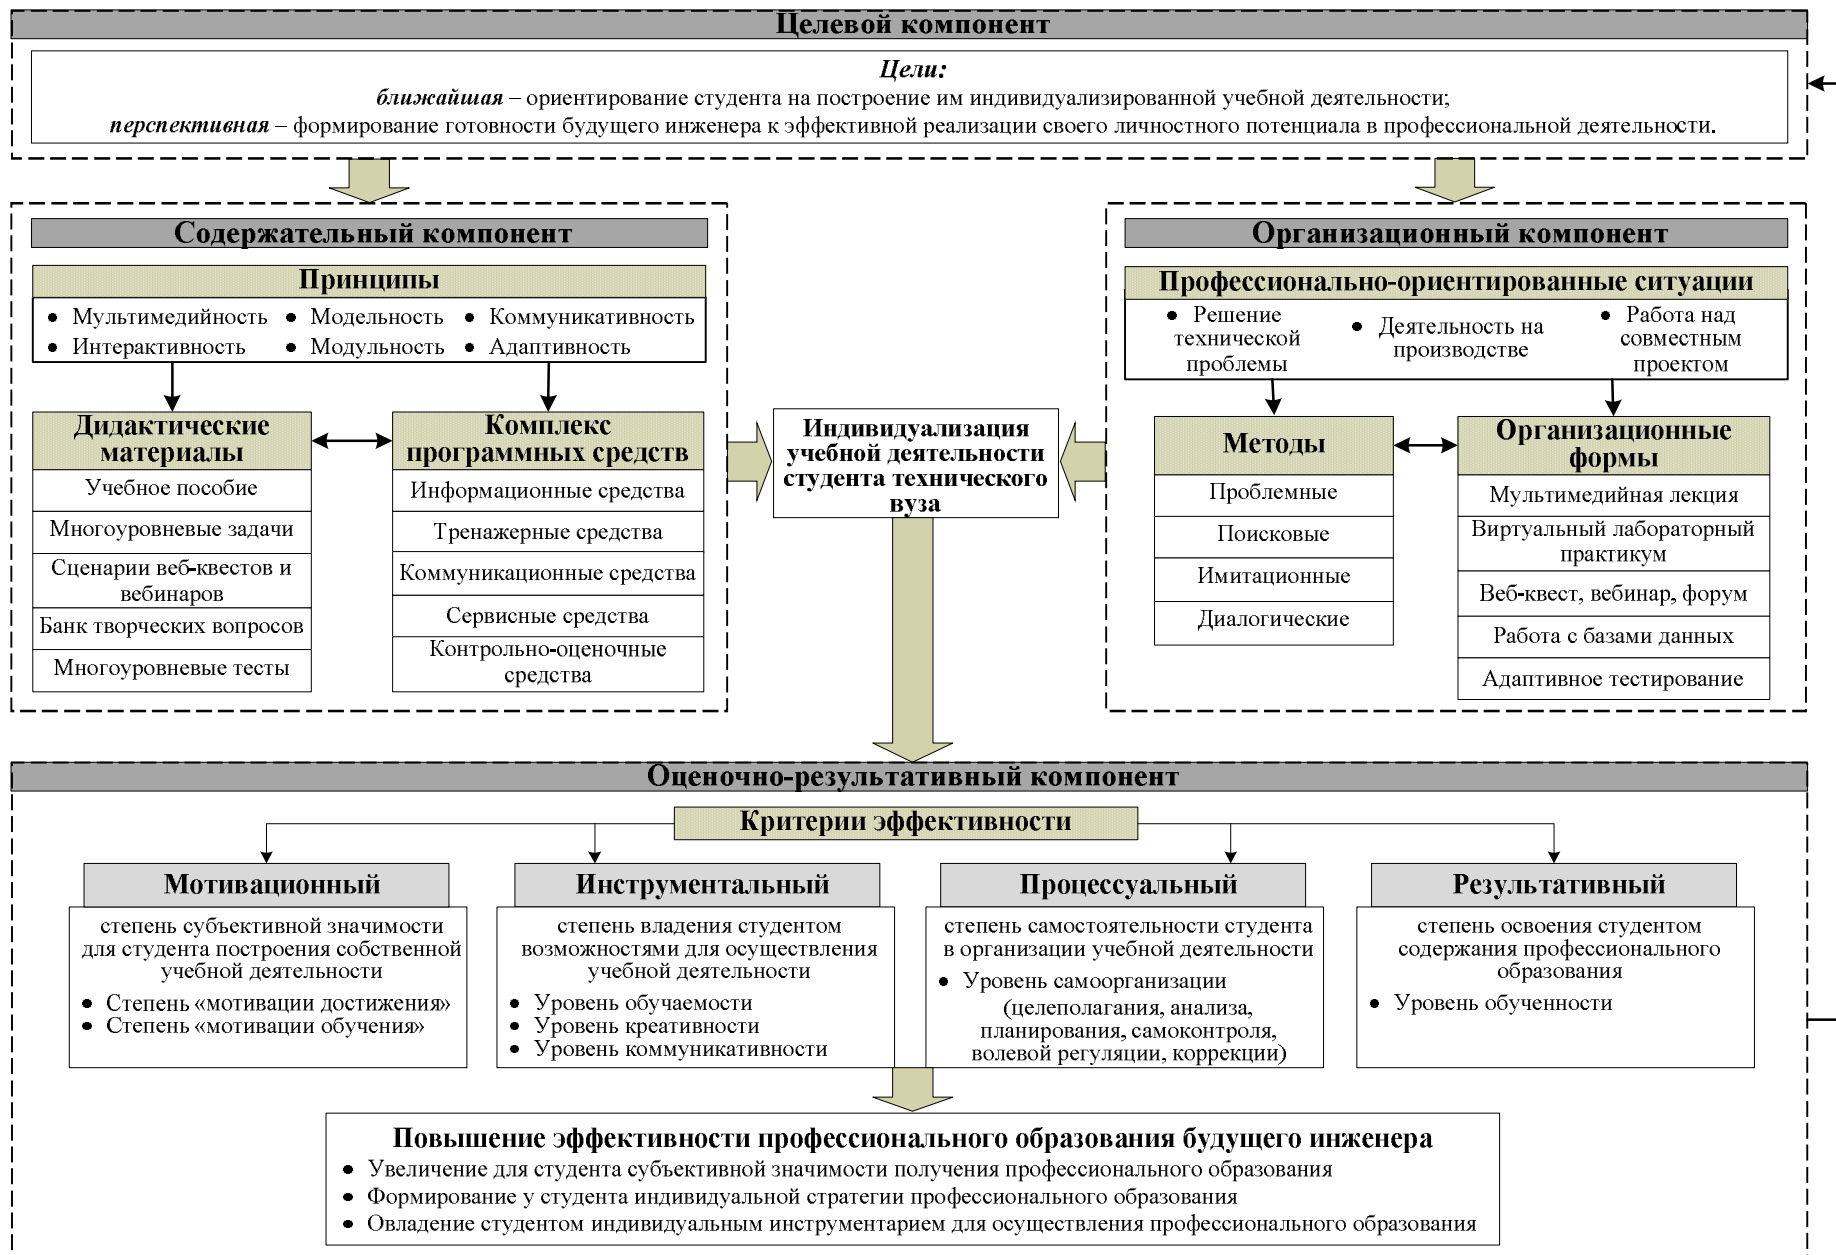 Целевой компонент
Цели:
ближайшая – ориентирование студента на построение им индивидуализированной учебной деятельности;
перспективная – формирование готовности будущего инженера к эффективной реализации своего личностного потенциала в профессиональной деятельности.
Содержательный компонент
Принципы
• Мультимедийность • Модельность • Коммуникативность
• Интерактивность • Модульность • Адаптивность
Дидактические
материалы
Учебное пособие
Многоуровневые задачи
Сценарии веб-квестов и
вебинаров
Банк творческих вопросов
Многоуровневые тесты
Комплекс
программных средств
Информационные средства
Тренажерные средства
Коммуникационные средства
Сервисные средства
Контрольно-оценочные
средства
Индивидуализация
учебной деятельности
студента технического
вуза
Организационный компонент
Профессионально-ориентированные ситуации
• Решение
технической
проблемы
• Деятельность на
производстве
• Работа над
совместным
проектом
Методы
Проблемные
Поисковые
Имитационные
Диалогические
Организационные
формы
Мультимедийная лекция
Виртуальный лабораторный
практикум
Веб-квест, вебинар, форум
Работа с базами данных
Адаптивное тестирование
Оценочно-результативный компонент
Критерии эффективности
Мотивационный
степень субъективной значимости
для студента построения собственной
учебной деятельности
• Степень «мотивации достижения»
• Степень «мотивации обучения»
Инструментальный
степень владения студентом
возможностями для осуществления
учебной деятельности
• Уровень обучаемости
• Уровень креативности
• Уровень коммуникативности
Процессуальный
степень самостоятельности студента
в организации учебной деятельности
• Уровень самоорганизации
(целеполагания, анализа,
планирования, самоконтроля,
волевой регуляции, коррекции)
Результативный
степень освоения студентом
содержания профессионального
образования
• Уровень обученности
Повышение эффективности профессионального образования будущего инженера
• Увеличение для студента субъективной значимости получения профессионального образования
• Формирование у студента индивидуальной стратегии профессионального образования
• Овладение студентом индивидуальным инструментарием для осуществления профессионального образования